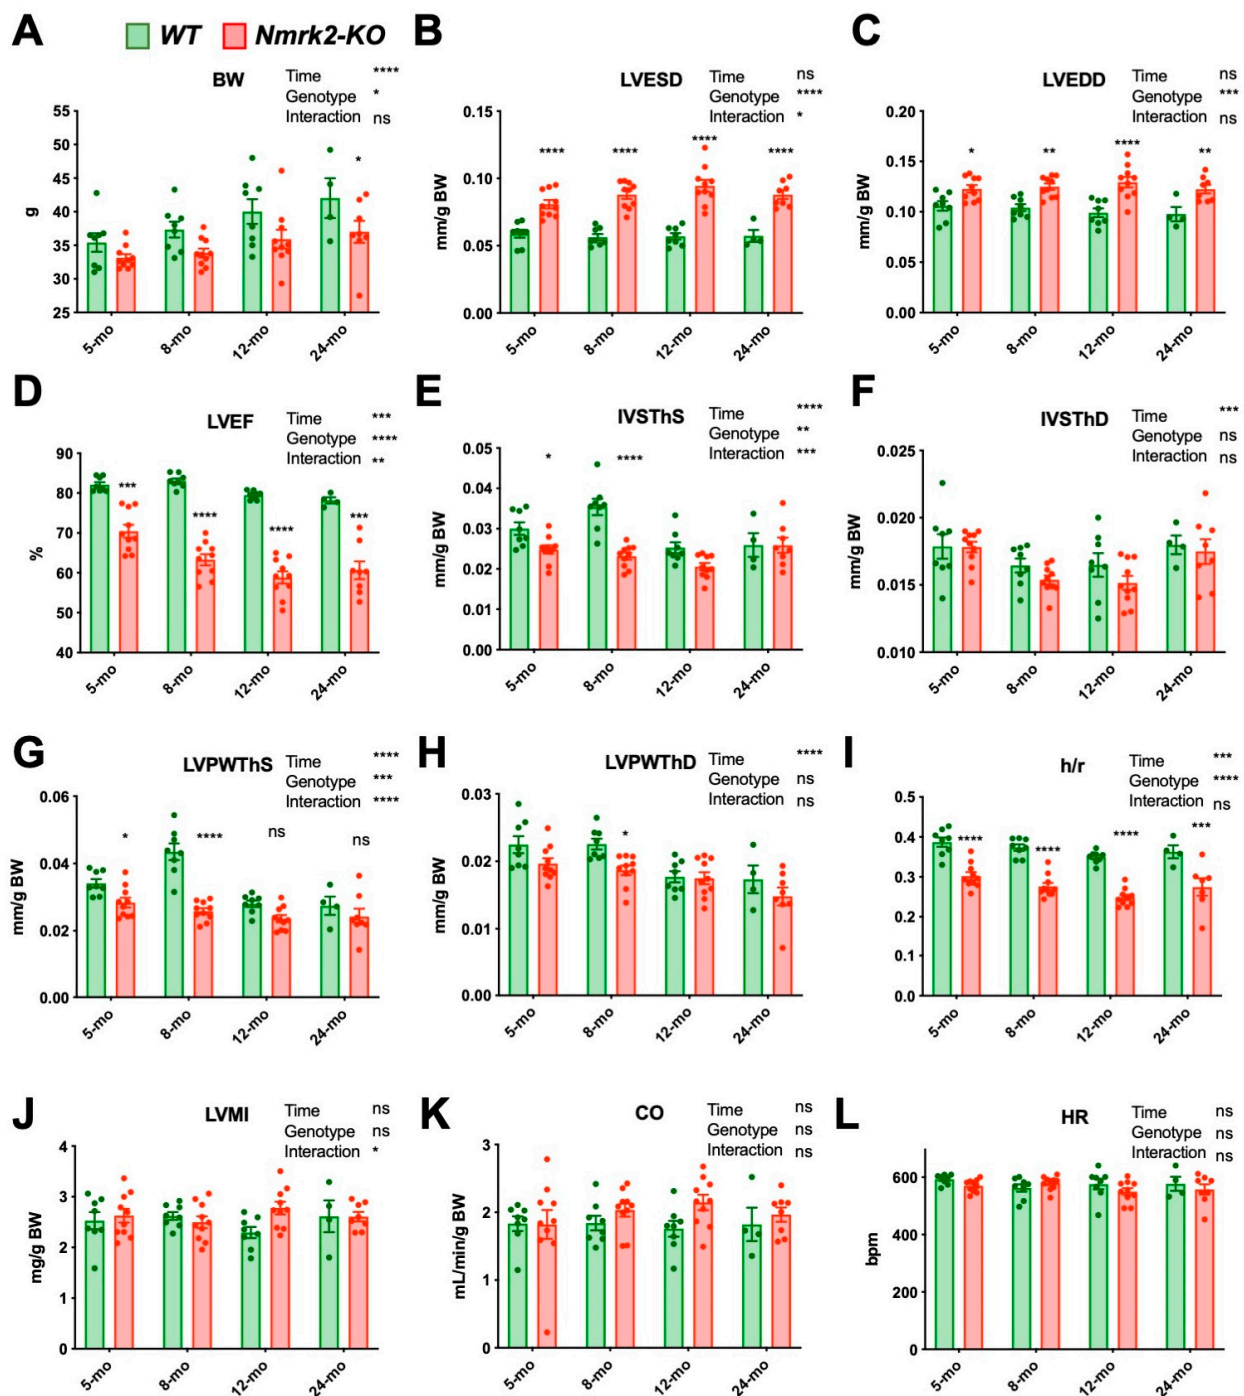 A WT Nmrk2-KO
BW
Time ****
Genotype *
Interaction ns
g
55
50
45
40
35
30
25
*
5-mo 8-mo 12-mo 24-mo
B
LVESD
Time ns
Genotype ****
Interaction *
mm/g BW
0.15
0.10
0.05
0.00
**** **** **** ****
5-mo 8-mo 12-mo 24-mo
C
LVEDD
Time ns
Genotype ***
Interaction ns
mm/g BW
0.20
0.15
0.10
0.05
0.00
* ** **** **
5-mo 8-mo 12-mo 24-mo
D
LVEF
Time ***
Genotype ****
Interaction **
%
90
80
70
60
50
40
*** **** **** ***
5-mo 8-mo 12-mo 24-mo
E
IVSThS
Time ****
Genotype **
Interaction ***
mm/g BW
0.05
0.04
0.03
0.02
0.01
0.00
* ****
5-mo 8-mo 12-mo 24-mo
F
IVSThD
Time ***
Genotype ns
Interaction ns
mm/g BW
0.025
0.020
0.015
0.010
5-mo 8-mo 12-mo 24-mo
G
LVPWThS
Time ****
Genotype ***
Interaction ****
mm/g BW
0.06
0.04
0.02
0.00
* **** ns ns
5-mo 8-mo 12-mo 24-mo
H
LVPWThD
Time ****
Genotype ns
Interaction ns
mm/g BW
0.03
0.02
0.01
0.00
*
5-mo 8-mo 12-mo 24-mo
I
h/r
Time ***
Genotype ****
Interaction ns
0.5
0.4
0.3
0.2
0.0
**** **** **** ***
5-mo 8-mo 12-mo 24-mo
J
LVMI
Time ns
Genotype ns
Interaction *
mg/g BW
4
3
2
1
0
5-mo 8-mo 12-mo 24-mo
K
CO
Time ns
Genotype ns
Interaction ns
mL/min/g BW
3
2
1
0
5-mo 8-mo 12-mo 24-mo
L
HR
Time ns
Genotype ns
Interaction ns
bpm
600
400
200
0
5-mo 8-mo 12-mo 24-mo